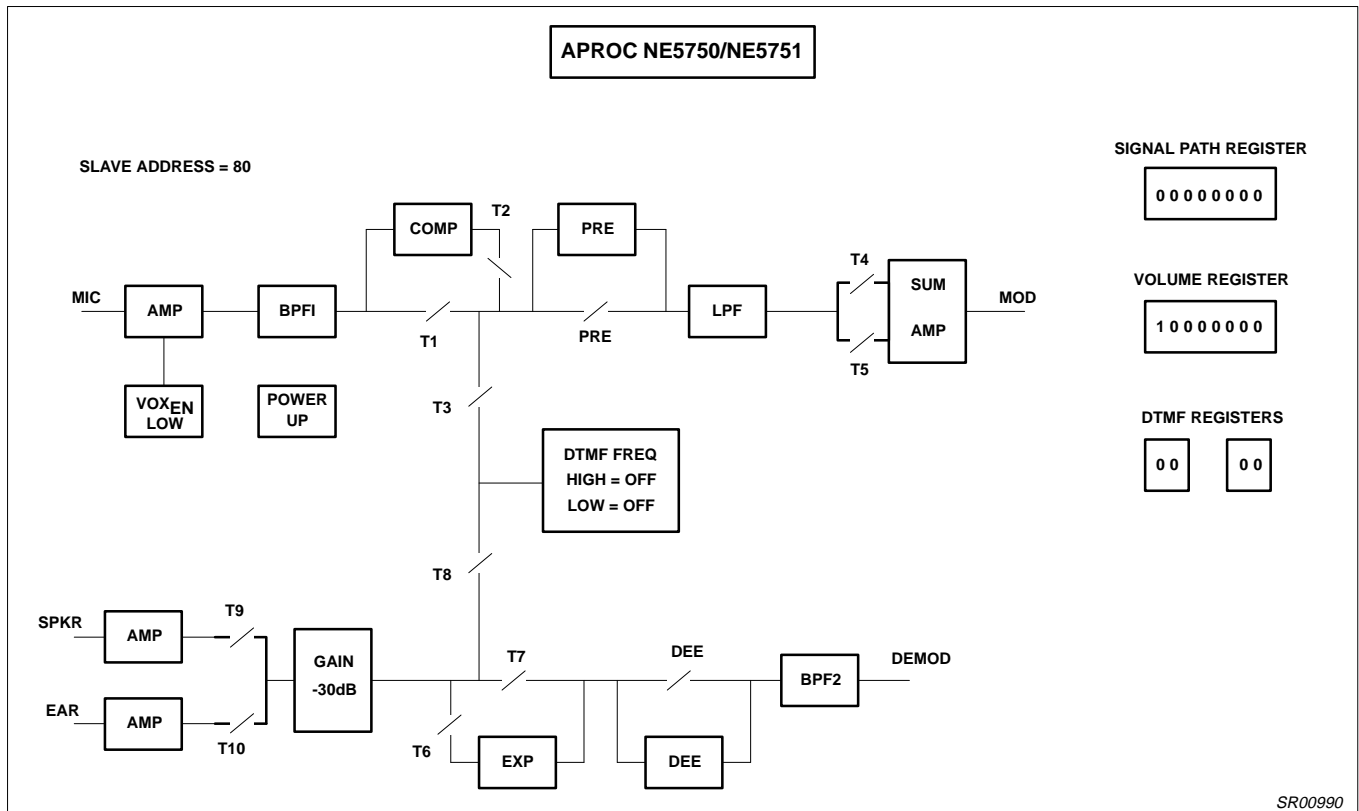 APROC NE5750/NE5751
SLAVE ADDRESS = 80
SIGNAL PATH REGISTER
0 0 0 0 0 0 0 0
VOLUME REGISTER
1 0 0 0 0 0 0 0
DTMF REGISTERS
0 0 0 0
COMP
T2
PRE
MIC
AMP
BPFI
T1
PRE
LPF
T4
T5
SUM
AMP
MOD
VOXEN
LOW
POWER
UP
T3
DTMF FREQ
HIGH = OFF
LOW = OFF
T8
SPKR
AMP
T9
EAR
AMP
T10
GAIN
-30dB
T7
T6
EXP
DEE
DEE
BPF2
DEMOD
SR00990